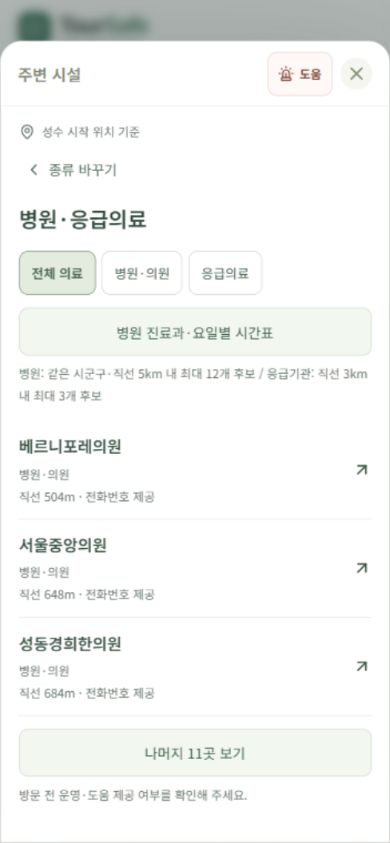 TourSafe
주변 시설
도움
성수 시작 위치 기준
종류 바꾸기
병원·응급의료
전체 의료
병원·의원
응급의료
병원 진료과·요일별 시간표
병원: 같은 시군구·직선 5km 내 최대 12개 후보 / 응급기관: 직선 3km
내 최대 3개 후보
베르니포레의원
병원·의원
직선 504m · 전화번호 제공
서울중앙의원
병원·의원
직선 648m · 전화번호 제공
성동경희한의원
병원·의원
직선 684m · 전화번호 제공
나머지 11곳 보기
방문 전 운영·도움 제공 여부를 확인해 주세요.